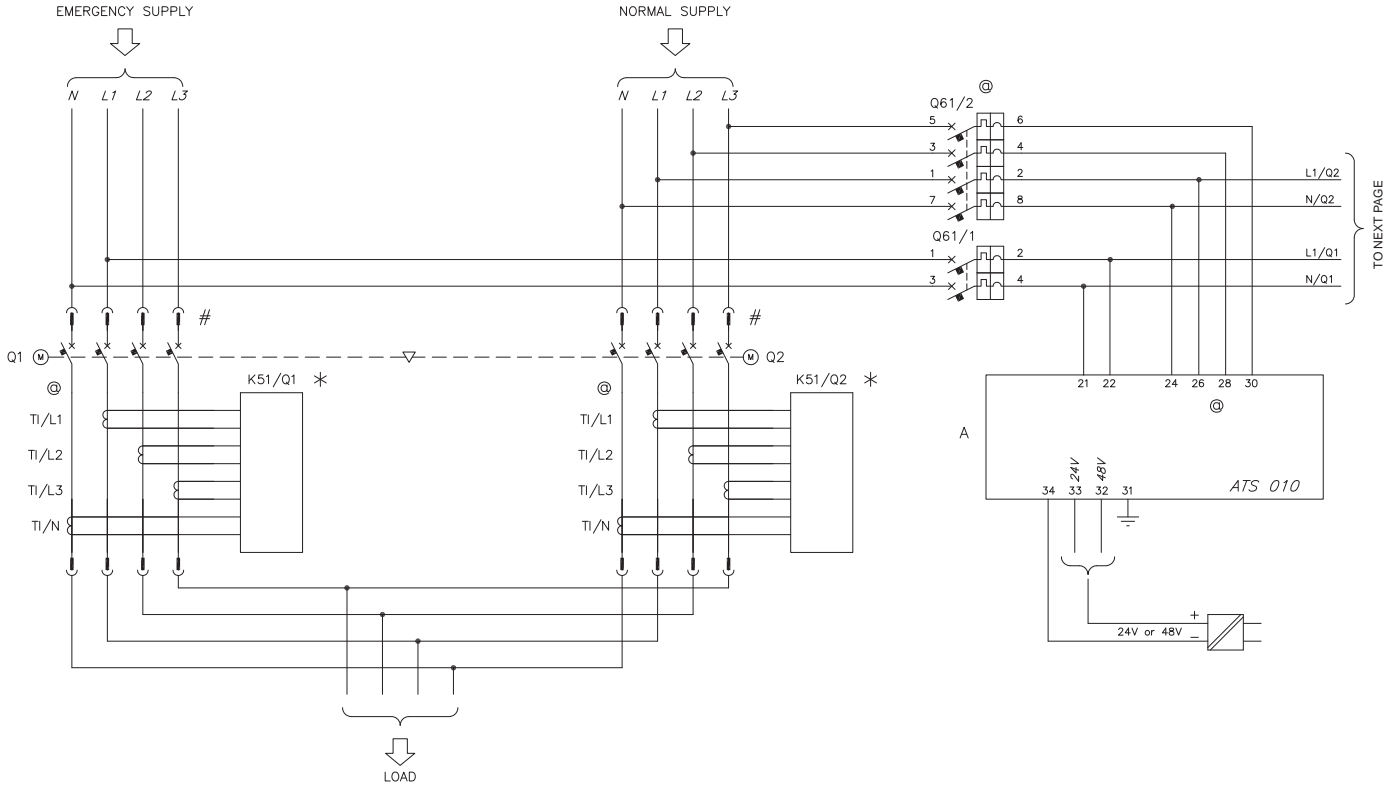 EMERGENCY SUPPLY
NORMAL SUPPLY
N L1 L2 L3
N L1 L2 L3
@
Q61/2
5 6
3 4
1 2
7 8
L1/Q2
N/Q2
Q61/1
1 2
3 4
L1/Q1
N/Q1
TO NEXT PAGE
#
#
Q1 M
M Q2
@
K51/Q1 *
@
K51/Q2 *
TI/L1
TI/L2
TI/L3
TI/N
TI/L1
TI/L2
TI/L3
TI/N
21 22 24 26 28 30
@
A
24V
48V
34 33 32 31
ATS 010
+
24V or 48V –
LOAD